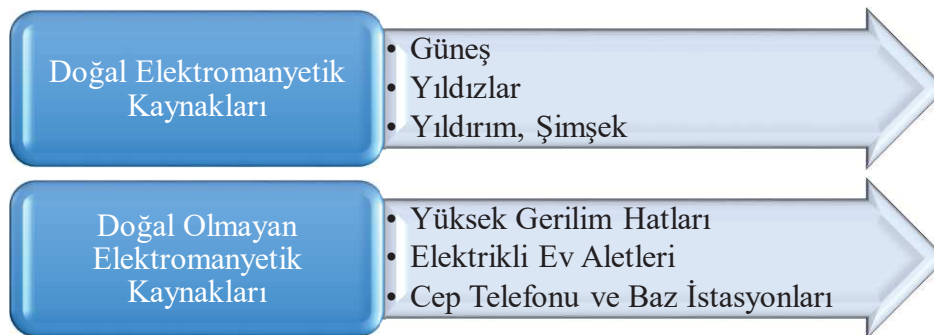 Doğal Elektromanyetik
Kaynakları
• Güneş
• Yıldızlar
• Yıldırım, Şimşek
Doğal Olmayan
Elektromanyetik
Kaynakları
• Yüksek Gerilim Hatları
• Elektrikli Ev Aletleri
• Cep Telefonu ve Baz İstasyonları